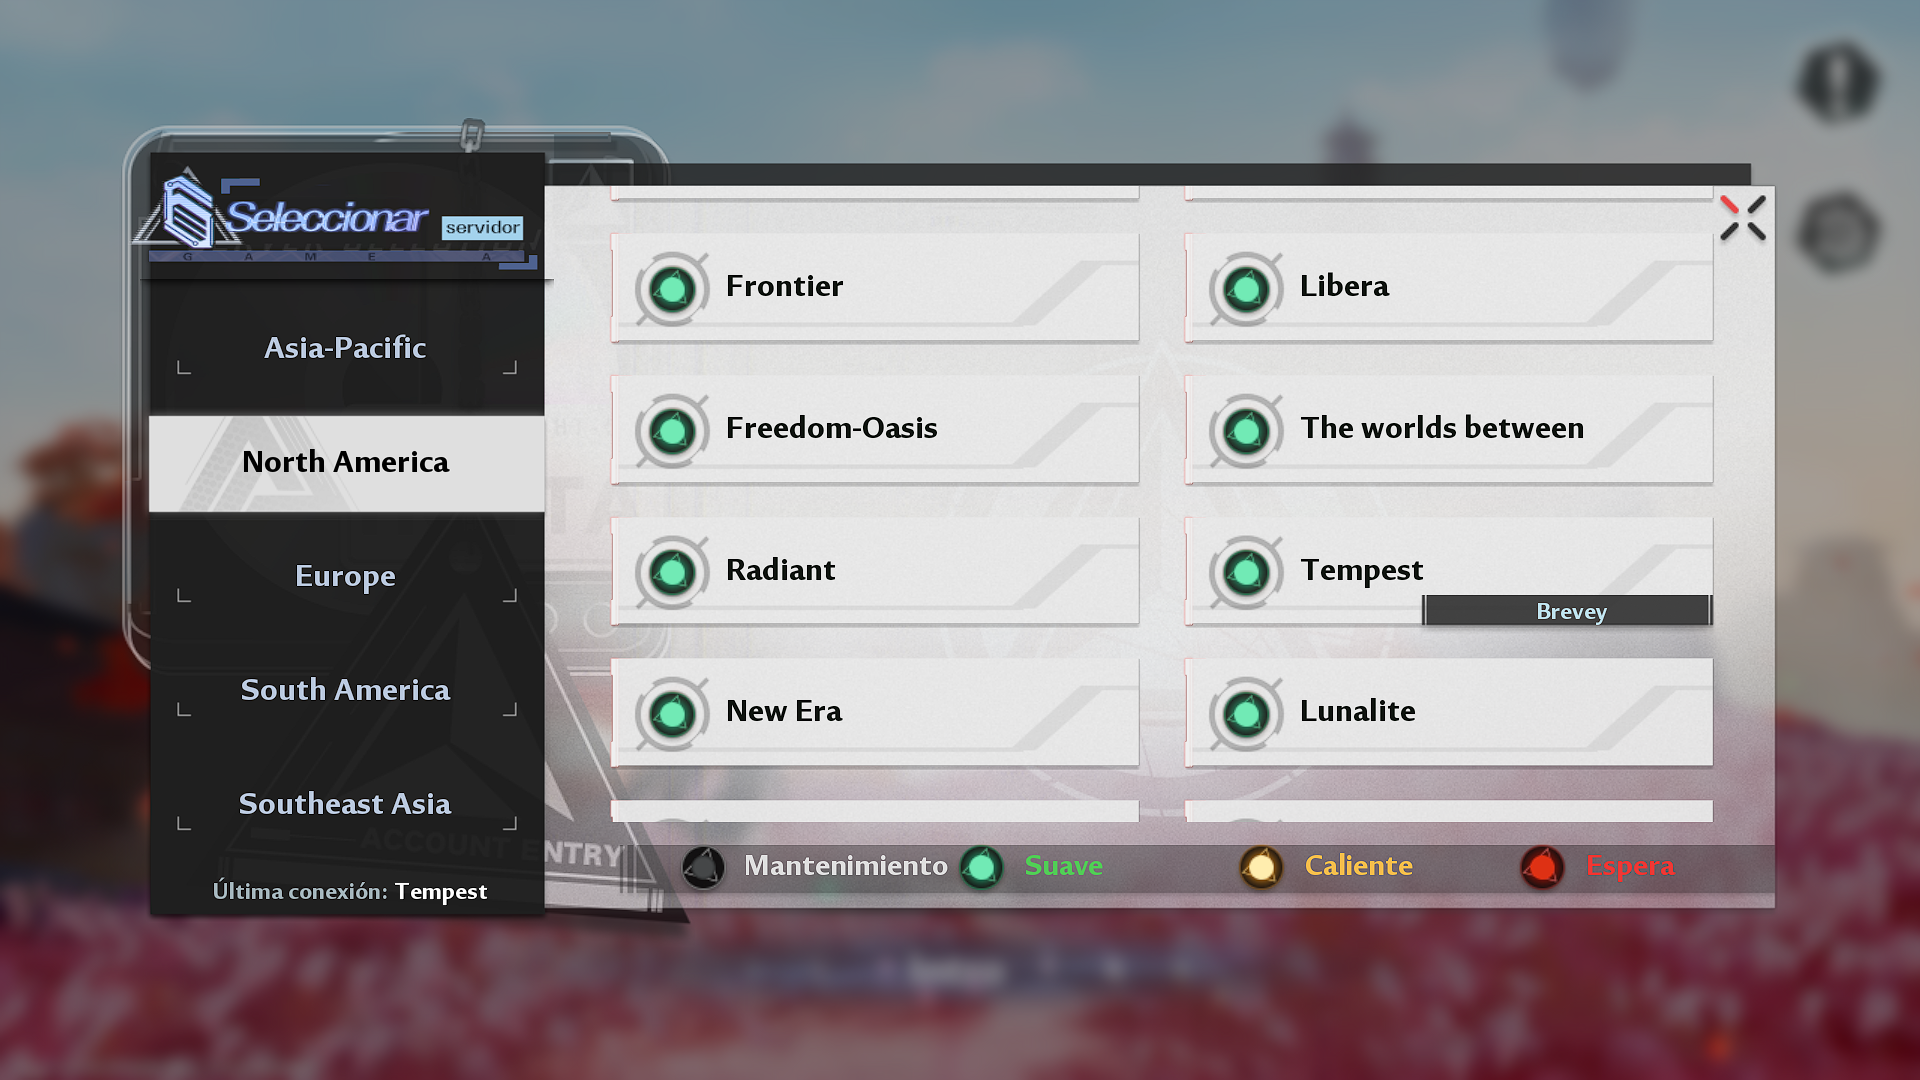 Seleccionar servidor
G A M E A
Asia-Pacific
North America
Europe
South America
Southeast Asia
ACCOUNT ENTRY
Última conexión: Tempest
Frontier
Libera
Freedom-Oasis
The worlds between
Radiant
Tempest
Brevey
New Era
Lunalite
Mantenimiento
Suave
Caliente
Espera